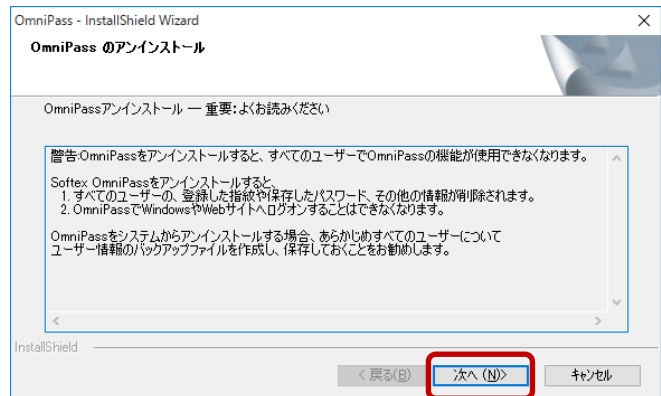 OmniPass - InstallShield Wizard
OmniPass のアンインストール
OmniPassアンインストール ー 重要:よくお読みください
警告:OmniPassをアンインストールすると、すべてのユーザーでOmniPassの機能が使用できなくなります。
Softex OmniPassをアンインストールすると、
1. すべてのユーザーの、登録した指紋や保存したパスワード、その他の情報が削除されます。
2. OmniPassでWindowsやWebサイトへログオンすることはできなくなります。
OmniPassをシステムからアンインストールする場合、あらかじめすべてのユーザーについて
ユーザー情報のバックアップファイルを作成し、保存しておくことをお勧めします。
InstallShield
< 戻る(B)
次へ (N)>
キャンセル